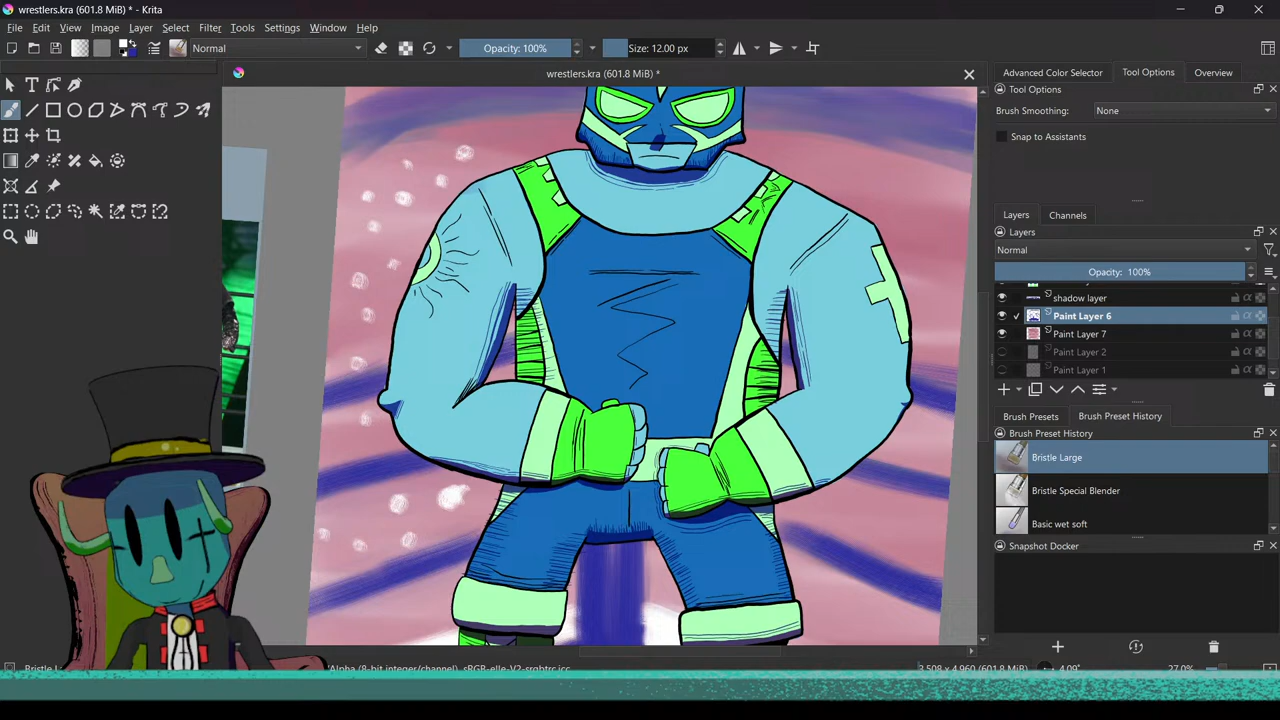 wrestlers.kra (601.8 MiB) * - Krita
File Edit View Image Layer Select Filter Tools Settings Window Help
Normal
Opacity: 100%
Size: 12.00 px
wrestlers.kra (601.8 MiB) *
Advanced Color Selector Tool Options Overview
Tool Options
Brush Smoothing: None
Snap to Assistants
Layers Channels
Layers
Normal
Opacity: 100%
shadow layer
Paint Layer 6
Paint Layer 7
Paint Layer 2
Paint Layer 1
Brush Presets Brush Preset History
Brush Preset History
Bristle Large
Bristle Special Blender
Basic wet soft
Snapshot Docker